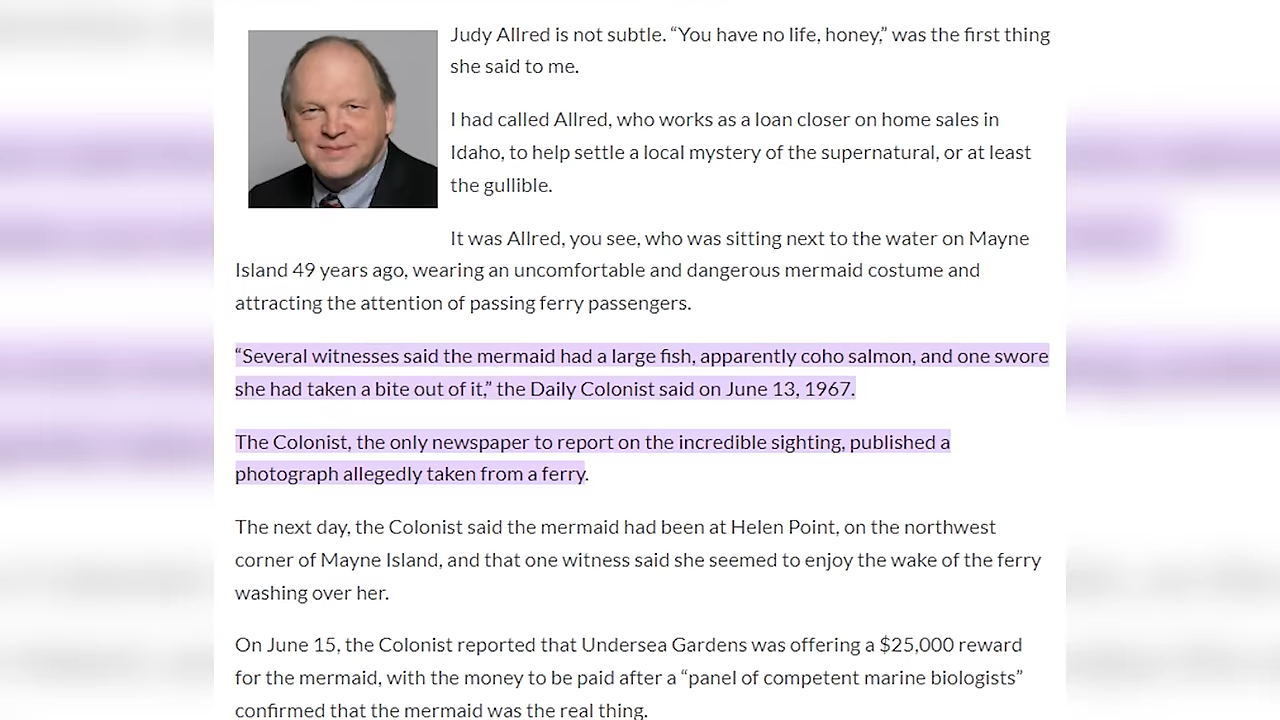 Judy Allred is not subtle. “You have no life, honey,” was the first thing
she said to me.
I had called Allred, who works as a loan closer on home sales in
Idaho, to help settle a local mystery of the supernatural, or at least
the gullible.
It was Allred, you see, who was sitting next to the water on Mayne
Island 49 years ago, wearing an uncomfortable and dangerous mermaid costume and
attracting the attention of passing ferry passengers.
“Several witnesses said the mermaid had a large fish, apparently coho salmon, and one swore
she had taken a bite out of it,” the Daily Colonist said on June 13, 1967.
The Colonist, the only newspaper to report on the incredible sighting, published a
photograph allegedly taken from a ferry.
The next day, the Colonist said the mermaid had been at Helen Point, on the northwest
corner of Mayne Island, and that one witness said she seemed to enjoy the wake of the ferry
washing over her.
On June 15, the Colonist reported that Undersea Gardens was offering a $25,000 reward
for the mermaid, with the money to be paid after a “panel of competent marine biologists”
confirmed that the mermaid was the real thing.